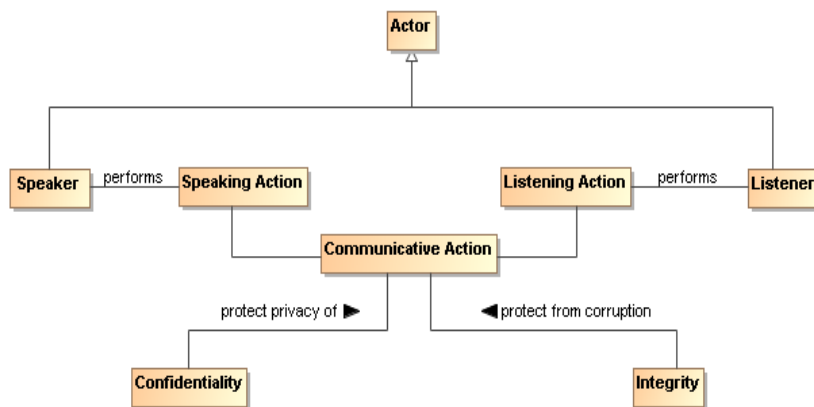 Actor
Speaker
performs
Speaking Action
Listening Action
performs
Listener
Communicative Action
protect privacy of
protect from corruption
Confidentiality
Integrity